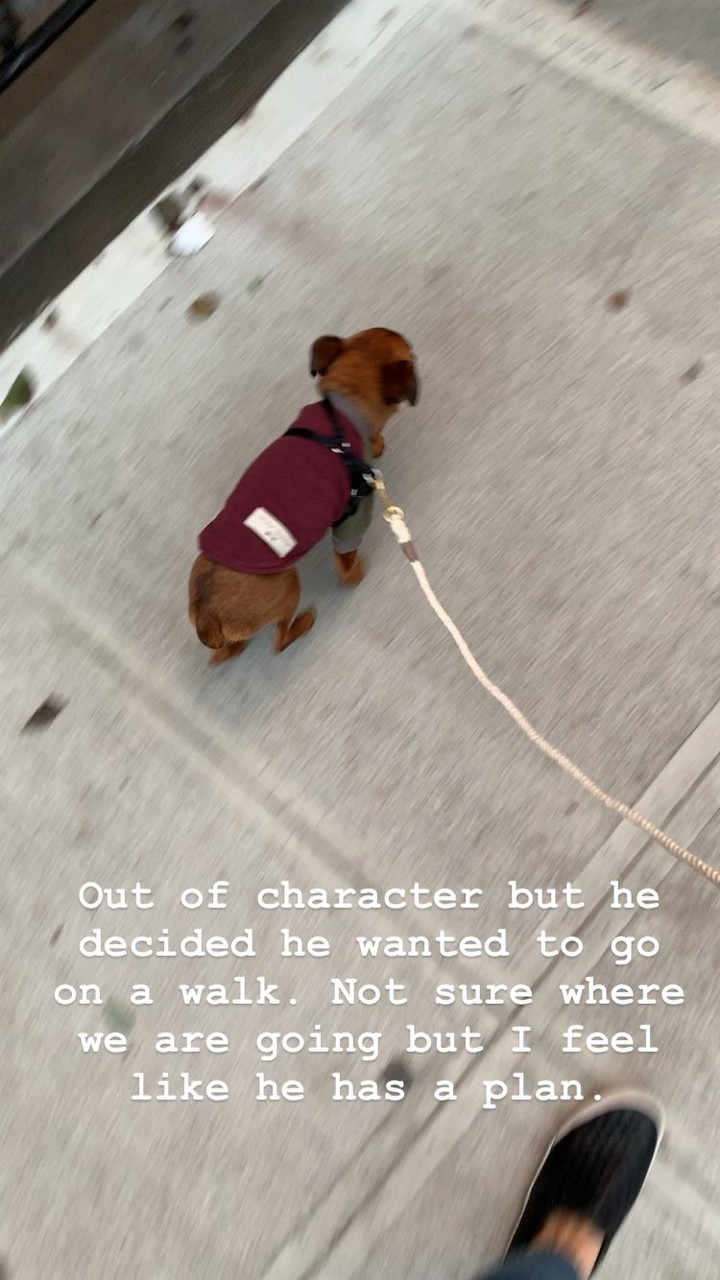 Out of character but he
decided he wanted to go
on a walk. Not sure where
we are going but I feel
like he has a plan.